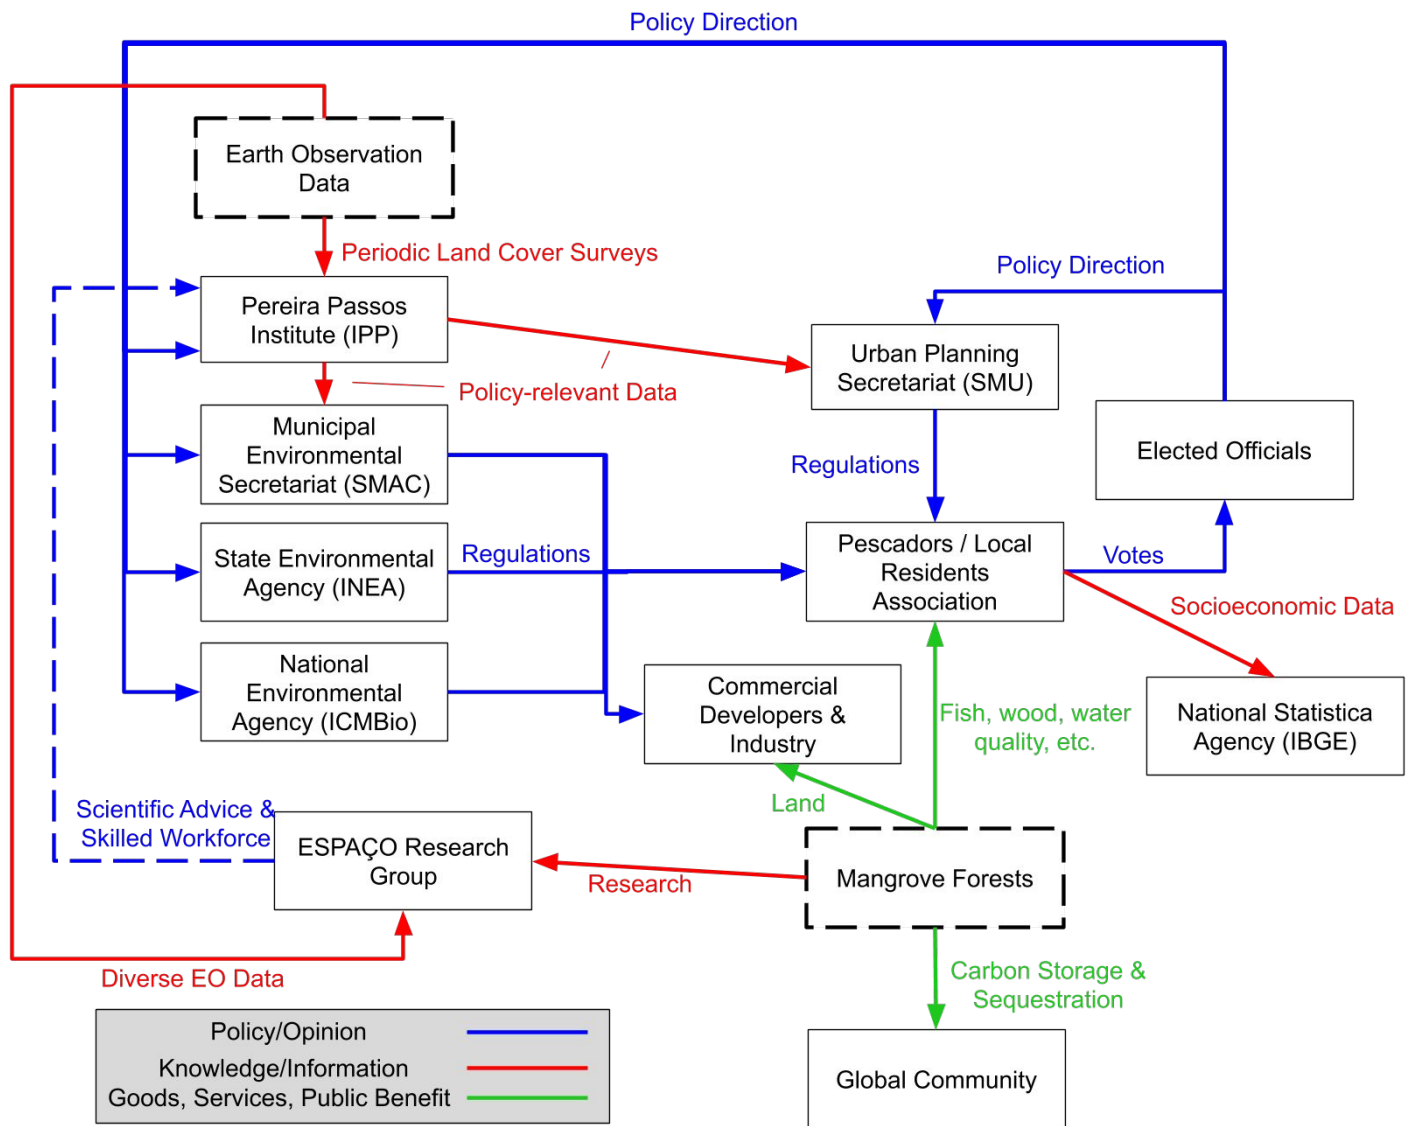 Policy Direction
Earth Observation
Data
Periodic Land Cover Surveys
Policy Direction
Pereira Passos
Institute (IPP)
Urban Planning
Secretariat (SMU)
Policy-relevant Data
Municipal
Environmental
Secretariat (SMAC)
Elected Officials
Regulations
State Environmental
Agency (INEA)
Regulations
Pescadors / Local
Residents
Association
Votes
Socioeconomic Data
National
Environmental
Agency (ICMBio)
Commercial
Developers &
Industry
Fish, wood, water
quality, etc.
National Statistica
Agency (IBGE)
Scientific Advice &
Skilled Workforce
Land
ESPAÇO Research
Group
Research
Mangrove Forests
Diverse EO Data
Carbon Storage &
Sequestration
Policy/Opinion
Knowledge/Information
Goods, Services, Public Benefit
Global Community